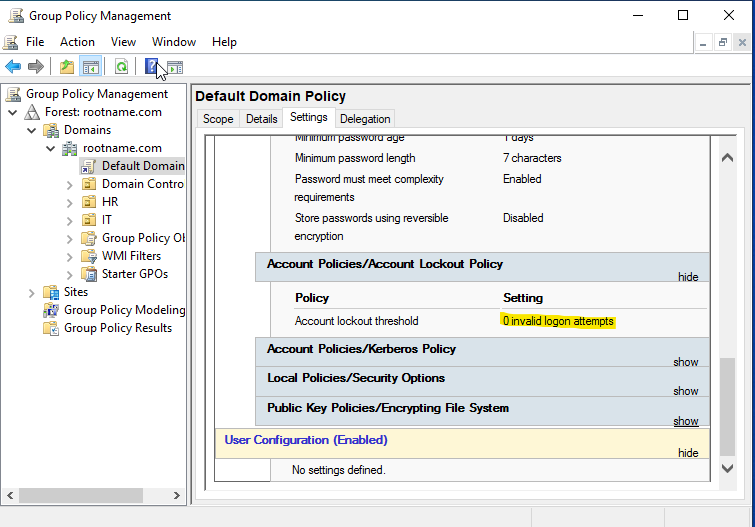 Group Policy Management
File Action View Window Help
Group Policy Management
Forest: rootname.com
Domains
rootname.com
Default Domain
Domain Contro
HR
IT
Group Policy Ob
WMI Filters
Starter GPOs
Sites
Group Policy Modeling
Group Policy Results
Default Domain Policy
Scope Details Settings Delegation
Minimum password age 1 days
Minimum password length 7 characters
Password must meet complexity Enabled
requirements
Store passwords using reversible Disabled
encryption
Account Policies/Account Lockout Policy
hide
Policy Setting
Account lockout threshold 0 invalid logon attempts
Account Policies/Kerberos Policy
show
Local Policies/Security Options
show
Public Key Policies/Encrypting File System
show
User Configuration (Enabled)
hide
No settings defined.